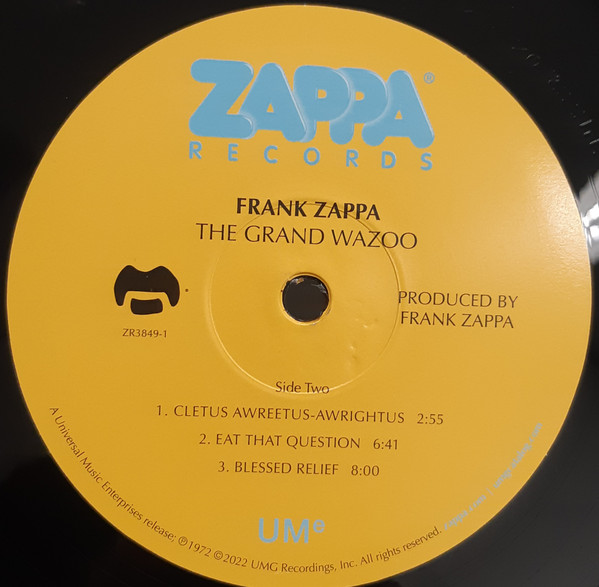 ZAPPA®
RECORDS
FRANK ZAPPA
THE GRAND WAZOO
ZR3849-1
PRODUCED BY
FRANK ZAPPA
Side Two
1. CLETUS AWREETUS-AWRIGHTUS 2:55
2. EAT THAT QUESTION 6:41
3. BLESSED RELIEF 8:00
UMe
A Universal Music Enterprises release; ℗1972 ©2022 UMG Recordings, Inc. All rights reserved.